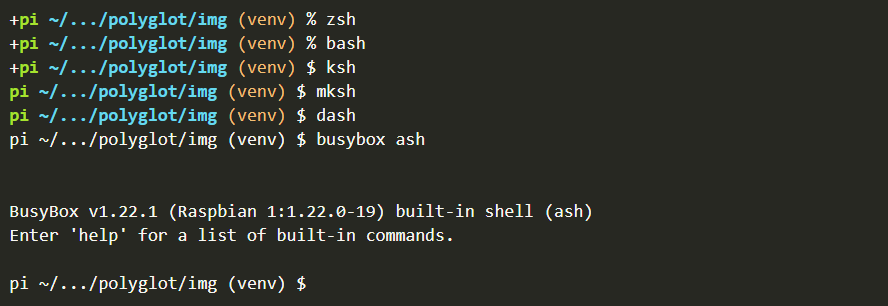 +pi ~/.../polyglot/img (venv) % zsh
+pi ~/.../polyglot/img (venv) % bash
+pi ~/.../polyglot/img (venv) $ ksh
pi ~/.../polyglot/img (venv) $ mksh
pi ~/.../polyglot/img (venv) $ dash
pi ~/.../polyglot/img (venv) $ busybox ash
BusyBox v1.22.1 (Raspbian 1:1.22.0-19) built-in shell (ash)
Enter 'help' for a list of built-in commands.
pi ~/.../polyglot/img (venv) $